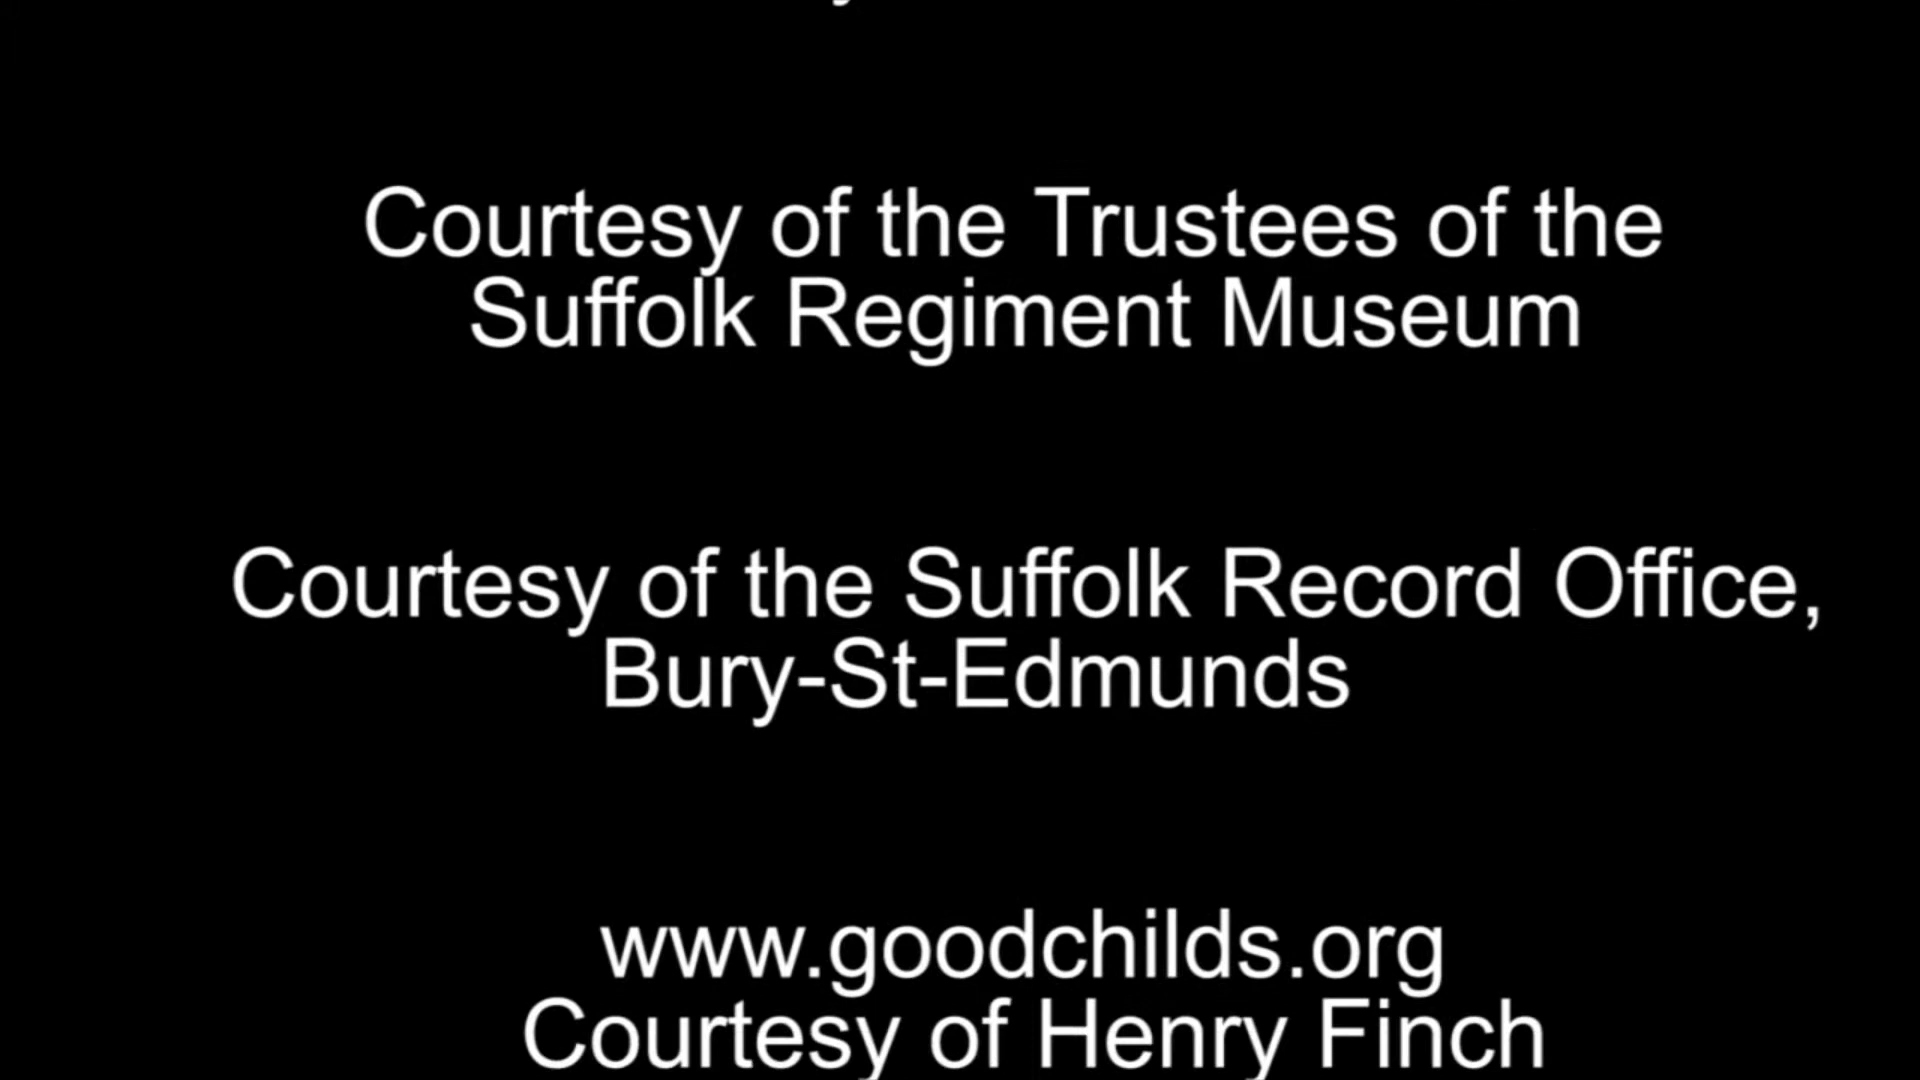 Courtesy of the Trustees of the
Suffolk Regiment Museum
Courtesy of the Suffolk Record Office,
Bury-St-Edmunds
www.goodchilds.org
Courtesy of Henry Finch